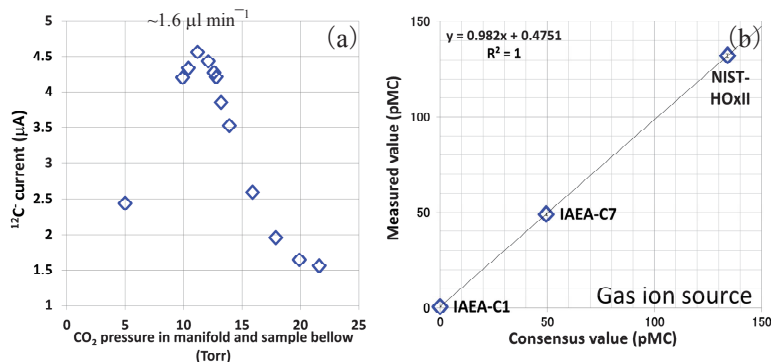 ~1.6 μl min⁻¹
(a)
5
4.5
4
3.5
3
2.5
2
1.5
1
¹²C⁻ current (μA)
0
5
10
15
20
25
CO₂ pressure in manifold and sample bellow
(Torr)
(b)
y = 0.982x + 0.4751
R² = 1
150
100
50
0
Measured value (pMC)
NIST-
HOxII
IAEA-C7
IAEA-C1
Gas ion source
0
50
100
150
Consensus value (pMC)